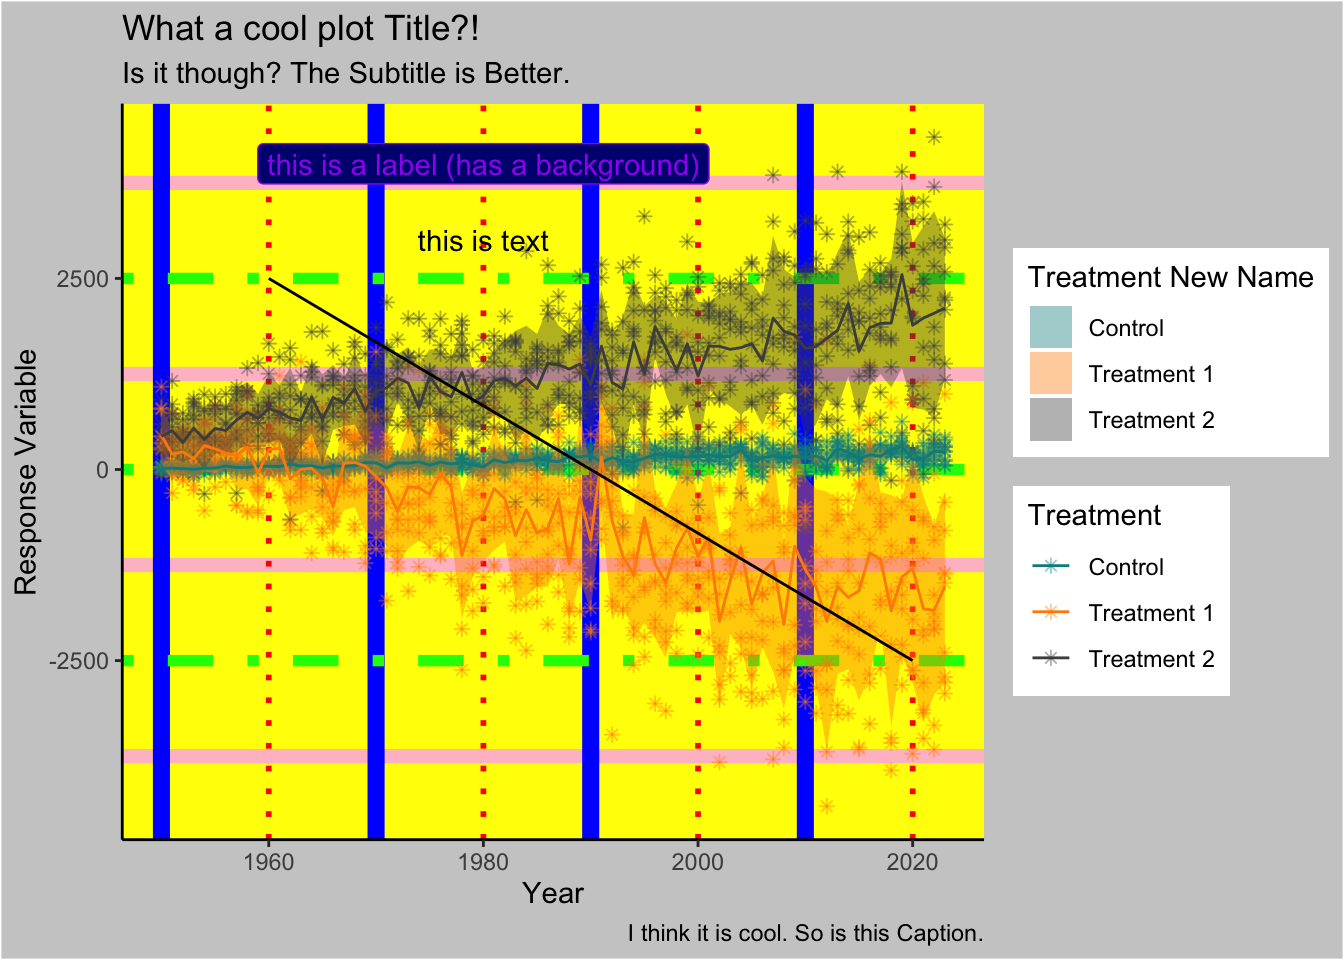 What a cool plot Title?!
Is it though? The Subtitle is Better.
this is a label (has a background)
this is text
Response Variable
2500
0
-2500
1960
1980
2000
2020
Year
I think it is cool. So is this Caption.
Treatment New Name
Control
Treatment 1
Treatment 2
Treatment
Control
Treatment 1
Treatment 2